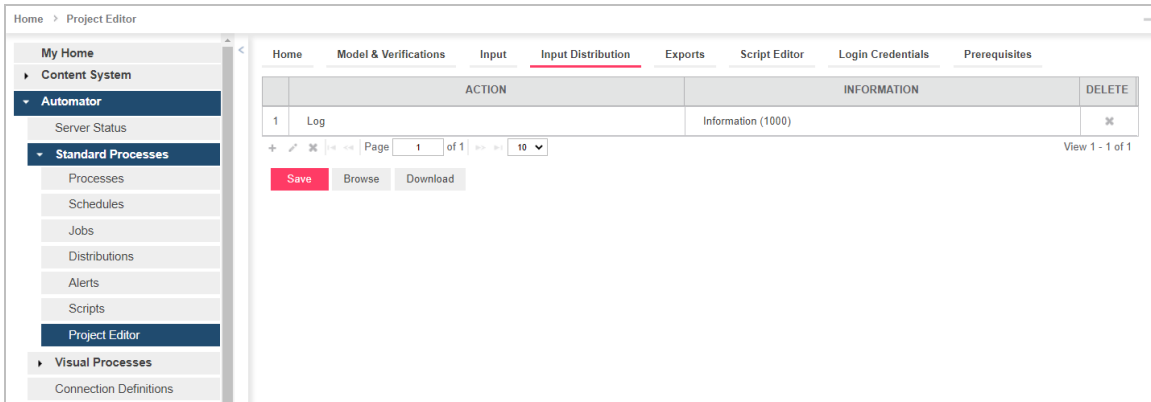 Home > Project Editor
My Home
Content System
Automator
Server Status
Standard Processes
Processes
Schedules
Jobs
Distributions
Alerts
Scripts
Project Editor
Visual Processes
Connection Definitions
Home Model & Verifications Input Input Distribution Exports Script Editor Login Credentials Prerequisites
ACTION INFORMATION DELETE
1 Log Information (1000)
Page 1 of 1 10 View 1 - 1 of 1
Save Browse Download